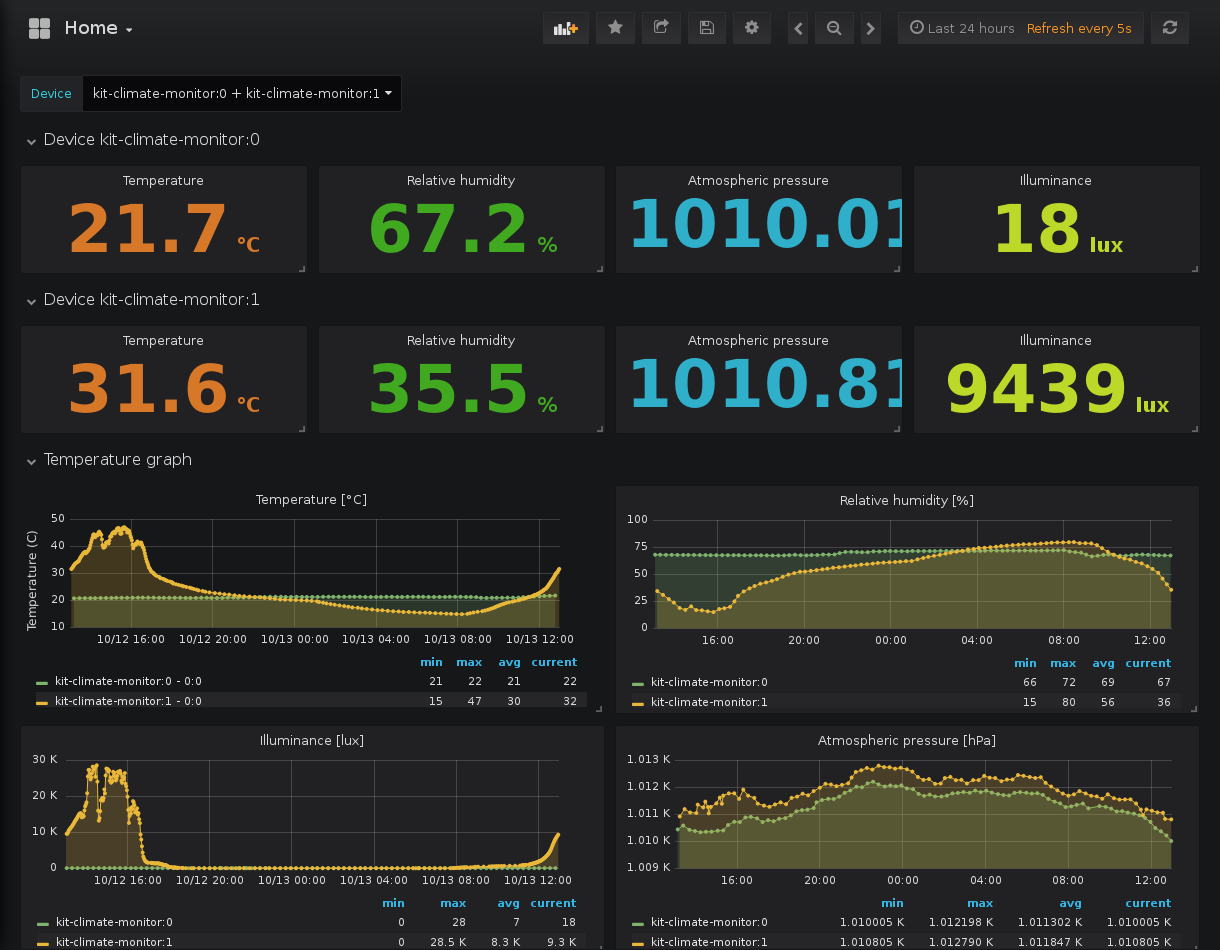 Home
Last 24 hours Refresh every 5s
Device kit-climate-monitor:0 + kit-climate-monitor:1
Device kit-climate-monitor:0
Temperature Relative humidity Atmospheric pressure Illuminance
21.7 °C 67.2 % 1010.01 18 lux
Device kit-climate-monitor:1
Temperature Relative humidity Atmospheric pressure Illuminance
31.6 °C 35.5 % 1010.81 9439 lux
Temperature graph
Temperature [°C]
Temperature (C)
50
40
30
20
10
10/12 16:00 10/12 20:00 10/13 00:00 10/13 04:00 10/13 08:00 10/13 12:00
min max avg current
kit-climate-monitor:0 - 0:0 21 22 21 22
kit-climate-monitor:1 - 0:0 15 47 30 32
Relative humidity [%]
100
75
50
25
0
16:00 20:00 00:00 04:00 08:00 12:00
min max avg current
kit-climate-monitor:0 66 72 69 67
kit-climate-monitor:1 15 80 56 36
Illuminance [lux]
30 K
20 K
10 K
0
10/12 16:00 10/12 20:00 10/13 00:00 10/13 04:00 10/13 08:00 10/13 12:00
min max avg current
kit-climate-monitor:0 0 28 7 18
kit-climate-monitor:1 0 28.5 K 8.3 K 9.3 K
Atmospheric pressure [hPa]
1.013 K
1.012 K
1.011 K
1.010 K
1.009 K
16:00 20:00 00:00 04:00 08:00 12:00
min max avg current
kit-climate-monitor:0 1.010005 K 1.012198 K 1.011302 K 1.010005 K
kit-climate-monitor:1 1.010805 K 1.012790 K 1.011847 K 1.010805 K